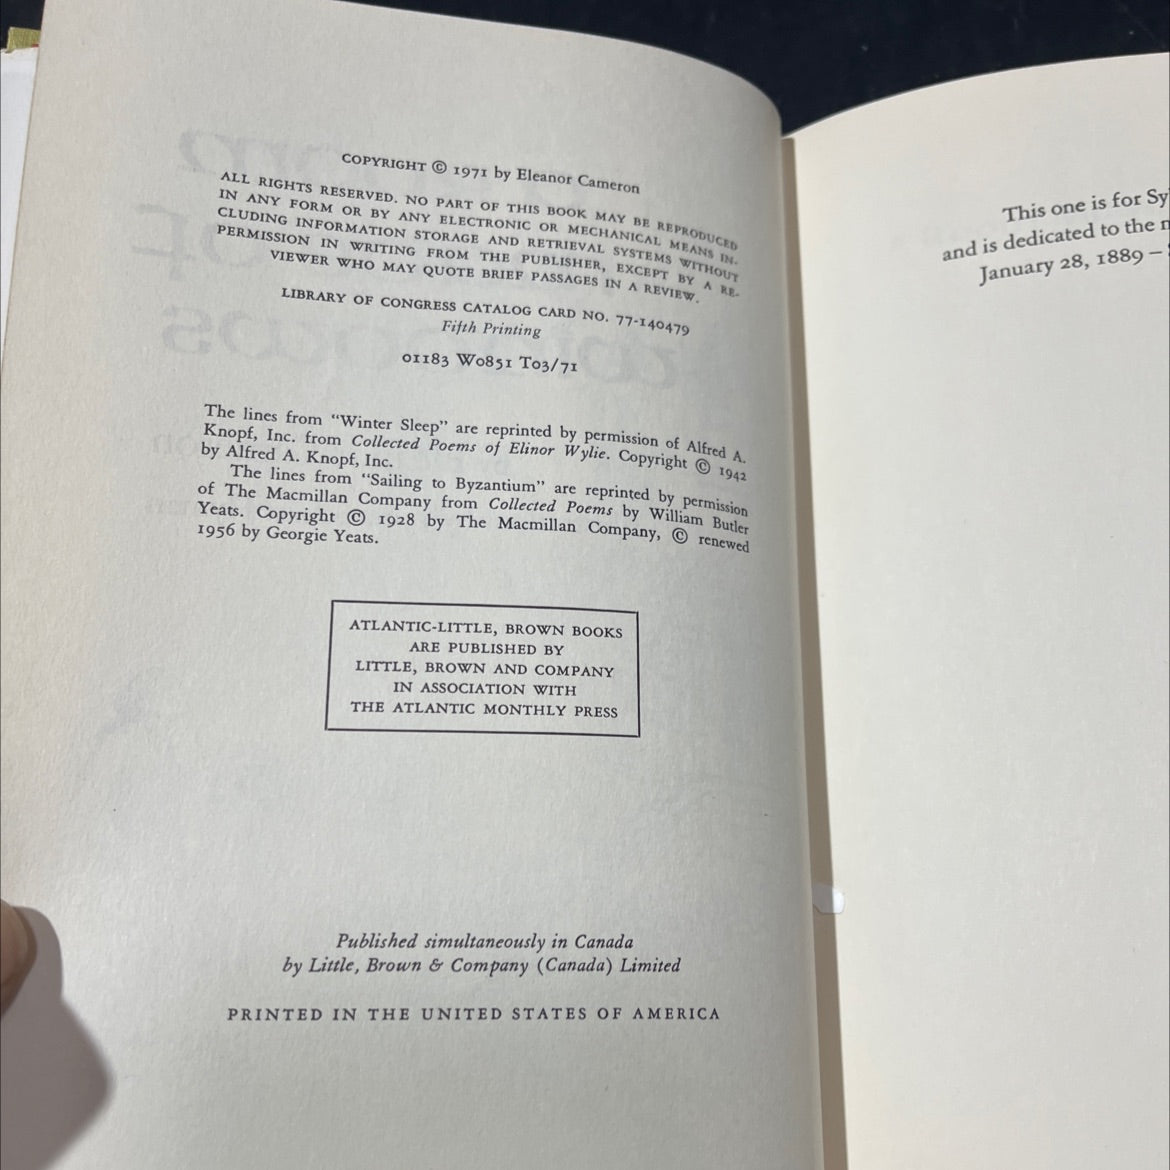 COPYRIGHT © 1971 by Eleanor Cameron
ALL RIGHTS RESERVED. NO PART OF THIS BOOK MAY BE REPRODUCED
IN ANY FORM OR BY ANY ELECTRONIC OR MECHANICAL MEANS IN-
CLUDING INFORMATION STORAGE AND RETRIEVAL SYSTEMS WITHOUT
PERMISSION IN WRITING FROM THE PUBLISHER, EXCEPT BY A RE-
VIEWER WHO MAY QUOTE BRIEF PASSAGES IN A REVIEW.
LIBRARY OF CONGRESS CATALOG CARD NO. 77-140479
Fifth Printing
01183 W0851 T03/71
The lines from “Winter Sleep” are reprinted by permission of Alfred A.
Knopf, Inc. from Collected Poems of Elinor Wylie. Copyright © 1942
by Alfred A. Knopf, Inc.
The lines from “Sailing to Byzantium” are reprinted by permission
of The Macmillan Company from Collected Poems by William Butler
Yeats. Copyright © 1928 by The Macmillan Company, © renewed
1956 by Georgie Yeats.
ATLANTIC-LITTLE, BROWN BOOKS
ARE PUBLISHED BY
LITTLE, BROWN AND COMPANY
IN ASSOCIATION WITH
THE ATLANTIC MONTHLY PRESS
Published simultaneously in Canada
by Little, Brown & Company (Canada) Limited
PRINTED IN THE UNITED STATES OF AMERICA
This one is for Sy
and is dedicated to the
January 28, 1889 –